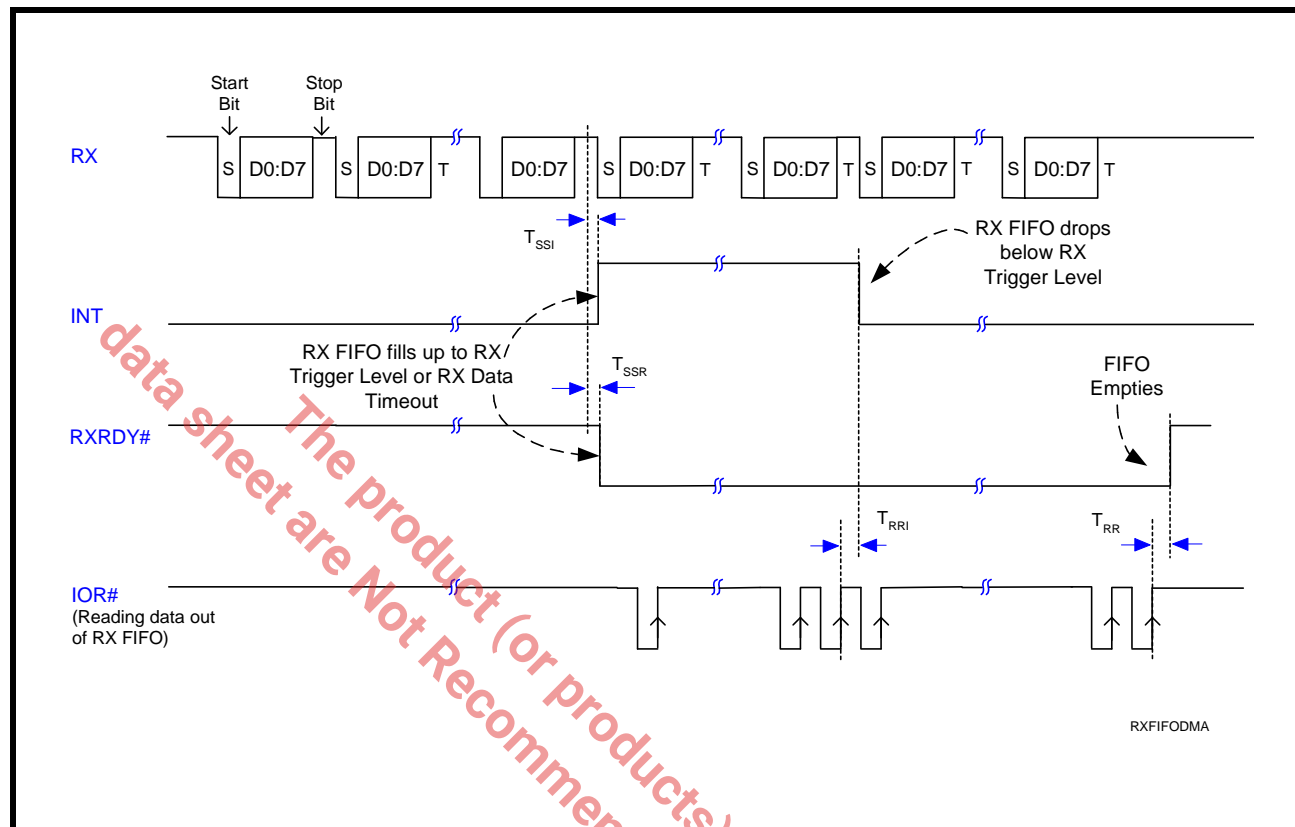 Start
Bit
Stop
Bit
RX
S D0:D7 S D0:D7 T D0:D7 S D0:D7 T S D0:D7 T S D0:D7 T S D0:D7 T
TSSI
RX FIFO drops
below RX
Trigger Level
INT
RX FIFO fills up to RX
Trigger Level or RX Data
Timeout
TSSR
FIFO
Empties
RXRDY#
TRRI
TRR
IOR#
(Reading data out
of RX FIFO)
RXFIFODMA
The product (or products)
data sheet are Not Recommen